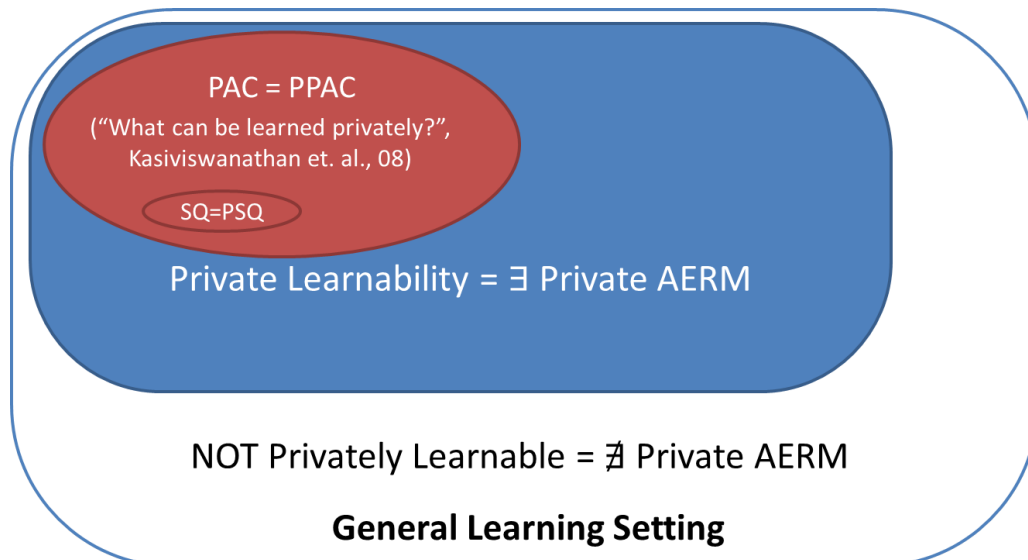 PAC = PPAC
(“What can be learned privately?”,
Kasiviswanathan et. al., 08)
SQ=PSQ
Private Learnability = ∃ Private AERM
NOT Privately Learnable = ∄ Private AERM
General Learning Setting